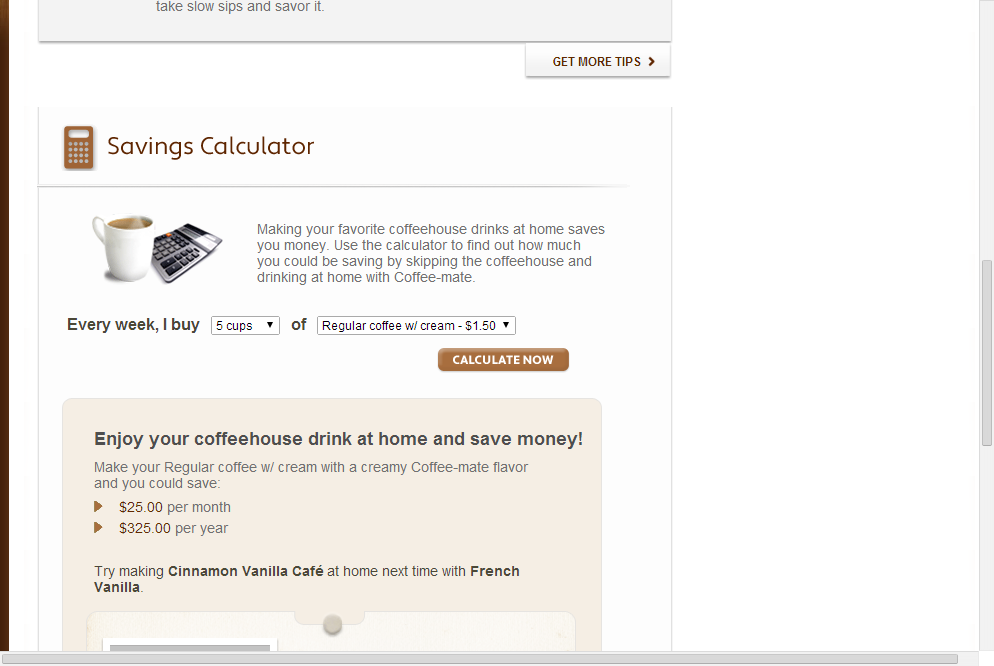 take slow sips and savor it.
GET MORE TIPS
Savings Calculator
Making your favorite coffeehouse drinks at home saves
you money. Use the calculator to find out how much
you could be saving by skipping the coffeehouse and
drinking at home with Coffee-mate.
Every week, I buy 5 cups of Regular coffee w/ cream - $1.50
CALCULATE NOW
Enjoy your coffeehouse drink at home and save money!
Make your Regular coffee w/ cream with a creamy Coffee-mate flavor
and you could save:
$25.00 per month
$325.00 per year
Try making Cinnamon Vanilla Café at home next time with French
Vanilla.